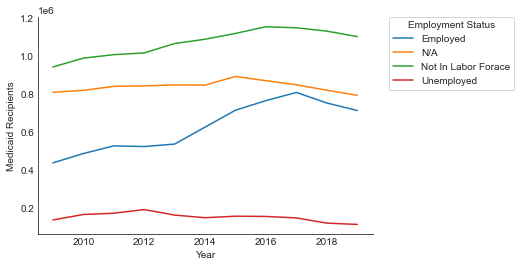 1e6
1.2
1.0
0.8
0.6
0.4
0.2
Medicaid Recipients
2010
2012
2014
2016
2018
Year
Employment Status
Employed
N/A
Not In Labor Forace
Unemployed